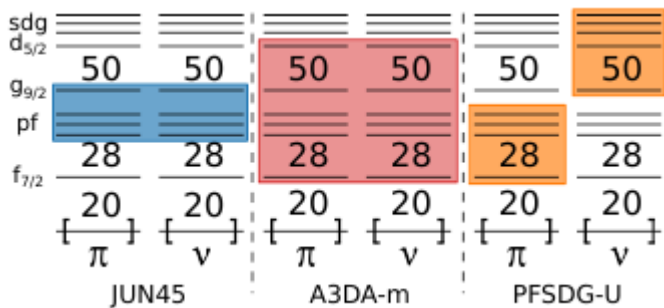 sdg
d5/2
50 50 50 50 50 50
g9/2
pf
28 28 28 28 28 28
f7/2
20 20 20 20 20 20
[ π ] [ ν ] [ π ] [ ν ] [ π ] [ ν ]
JUN45 A3DA-m PFSDG-U